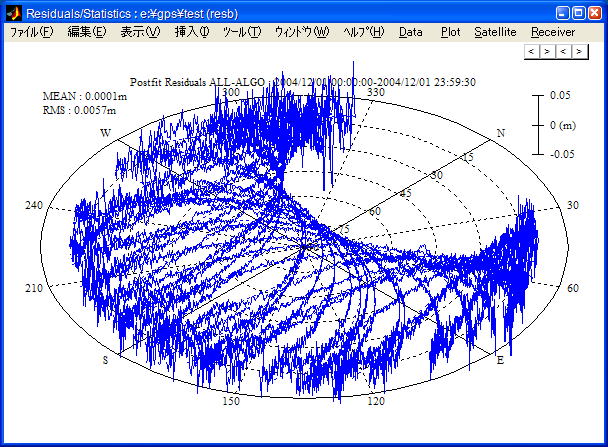 Residuals/Statistics : e:¥gps¥test (resb)
ﾌｧｲﾙ(F) 編集(E) 表示(V) 挿入(I) ﾂｰﾙ(T) ｳｨﾝﾄﾞｳ(W) ﾍﾙﾌﾟ(H) Data Plot Satellite Receiver
< > < >
Postfit Residuals ALL-ALGO : 2004/12/01 00:00:00-2004/12/01 23:59:30
MEAN : 0.0001m
RMS : 0.0057m
0.05
0 (m)
-0.05
300
330
W
N
15
30
45
60
75
240
30
210
60
S
E
150
120